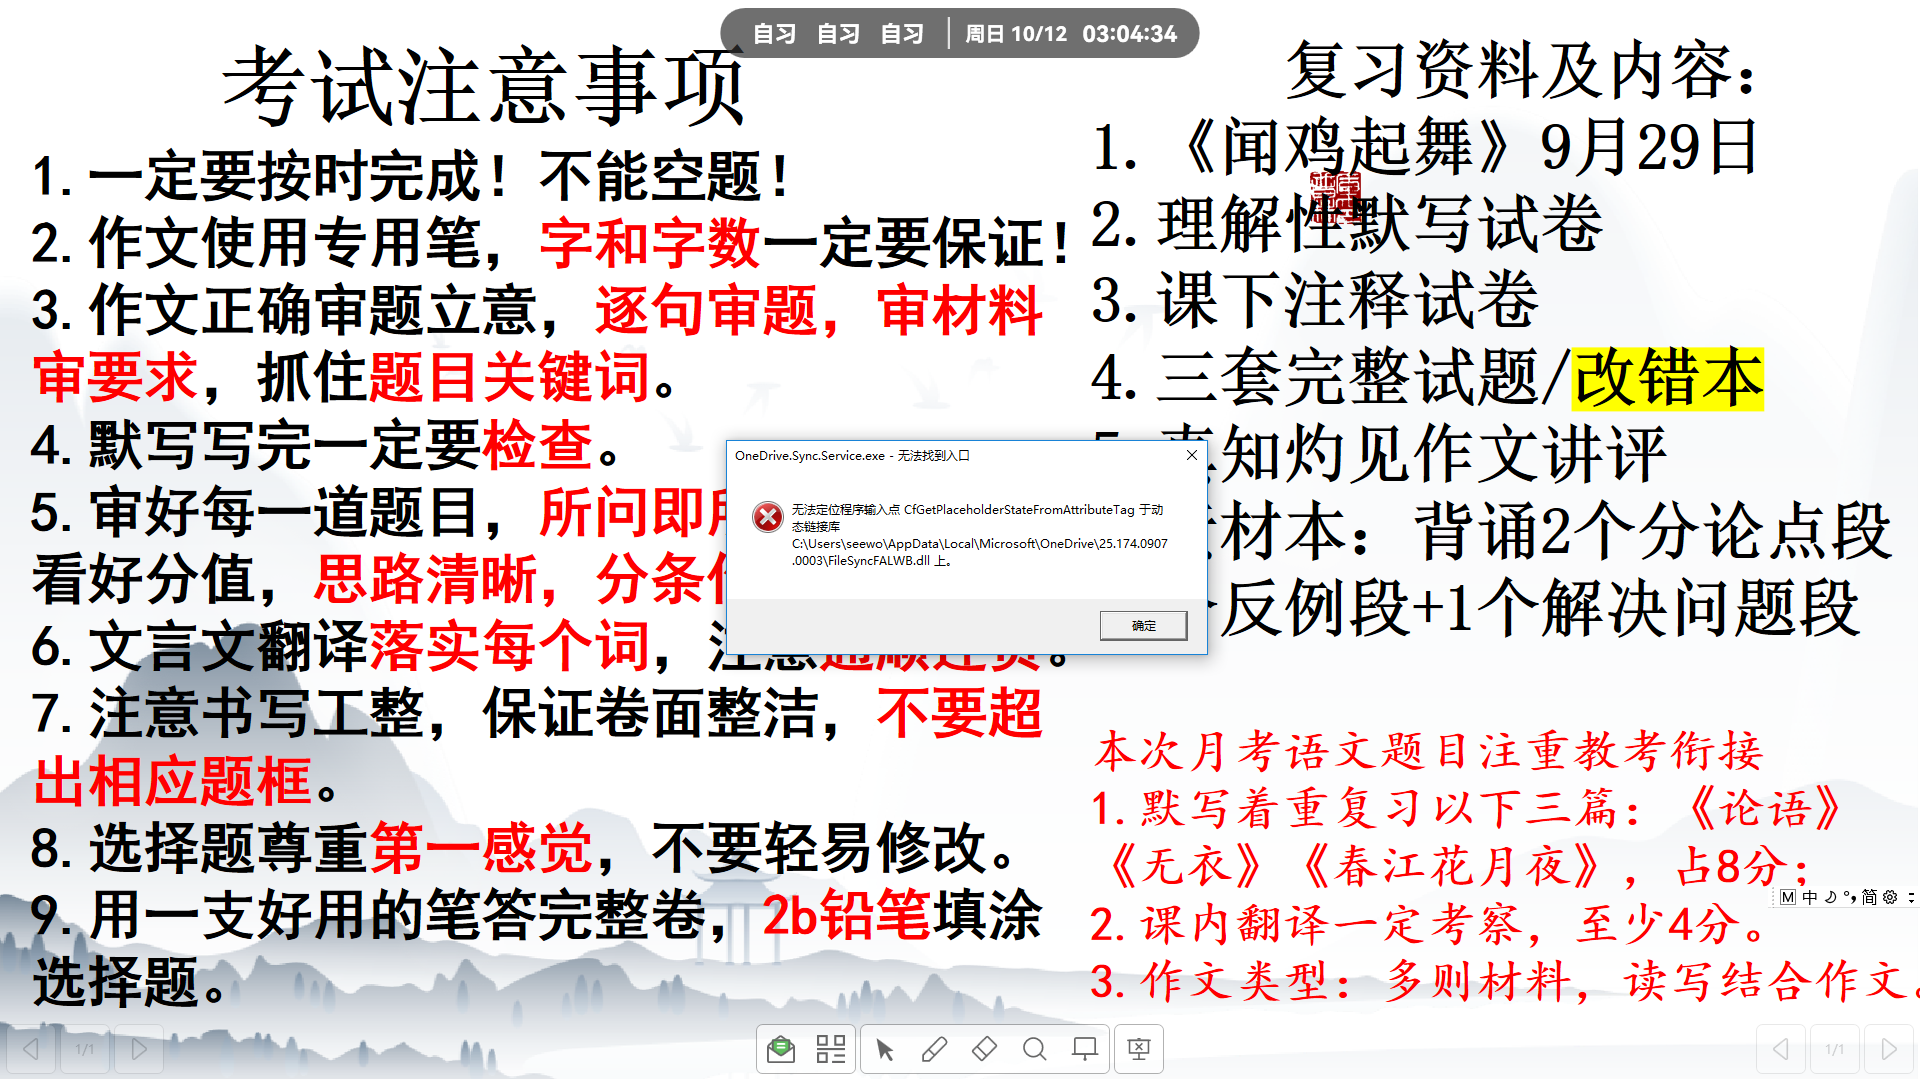 自习 自习 自习 周日 10/12 03:04:34
考试注意事项
1.一定要按时完成！不能空题！
2.作文使用专用笔，字和字数一定要保证！
3.作文正确审题立意，逐句审题，审材料
审要求，抓住题目关键词。
4.默写写完一定要检查。
5.审好每一道题目，所问即
看好分值，思路清晰，分条
6.文言文翻译落实每个词，
7.注意书写工整，保证卷面整洁，不要超
出相应题框。
8.选择题尊重第一感觉，不要轻易修改。
9.用一支好用的笔答完整卷，2b铅笔填涂
选择题。
复习资料及内容：
1.《闻鸡起舞》9月29日
2.理解性默写试卷
3.课下注释试卷
4.三套完整试题/改错本
知灼见作文讲评
材本：背诵2个分论点段
反例段+1个解决问题段
本次月考语文题目注重教考衔接
1.默写着重复习以下三篇：《论语》
《无衣》《春江花月夜》，占8分；
2.课内翻译一定考察，至少4分。
3.作文类型：多则材料，读写结合作文。
OneDrive.Sync.Service.exe - 无法找到入口
无法定位程序输入点 CfGetPlaceholderStateFromAttributeTag 于动
态链接库
C:\Users\seewo\AppData\Local\Microsoft\OneDrive\25.174.0907
.0003\FileSyncFALWB.dll 上。
确定
M 中 简
1/1
1/1